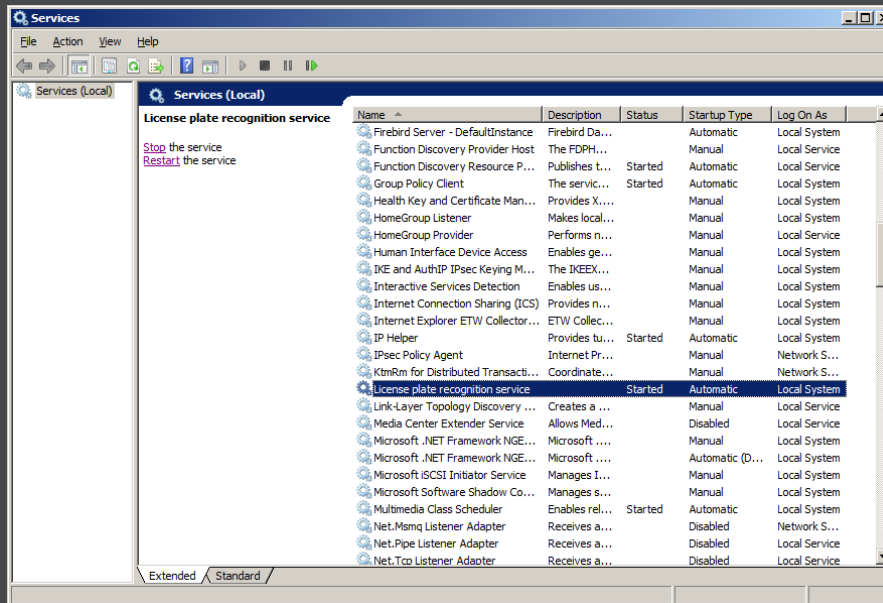 Services
File Action View Help
Services (Local)
Services (Local)
License plate recognition service
Stop the service
Restart the service
Name Description Status Startup Type Log On As
Firebird Server - DefaultInstance Firebird Da... Automatic Local System
Function Discovery Provider Host The FDPH... Manual Local Service
Function Discovery Resource P... Publishes t... Started Automatic Local Service
Group Policy Client The servic... Started Automatic Local System
Health Key and Certificate Man... Provides X.... Manual Local System
HomeGroup Listener Makes local... Manual Local System
HomeGroup Provider Performs n... Manual Local Service
Human Interface Device Access Enables ge... Manual Local System
IKE and AuthIP IPsec Keying M... The IKEEX... Manual Local System
Interactive Services Detection Enables us... Manual Local System
Internet Connection Sharing (ICS) Provides n... Manual Local System
Internet Explorer ETW Collector... ETW Collec... Manual Local System
IP Helper Provides tu... Started Automatic Local System
IPsec Policy Agent Internet Pr... Manual Network S...
KtmRm for Distributed Transacti... Coordinate... Manual Network S...
License plate recognition service Started Automatic Local System
Link-Layer Topology Discovery ... Creates a ... Manual Local Service
Media Center Extender Service Allows Med... Disabled Local Service
Microsoft .NET Framework NGE... Microsoft .... Manual Local System
Microsoft .NET Framework NGE... Microsoft .... Automatic (D... Local System
Microsoft iSCSI Initiator Service Manages I... Manual Local System
Microsoft Software Shadow Co... Manages s... Manual Local System
Multimedia Class Scheduler Enables rel... Started Automatic Local System
Net.Msmq Listener Adapter Receives a... Disabled Network S...
Net.Pipe Listener Adapter Receives a... Disabled Local Service
Net.Tcp Listener Adapter Receives a... Disabled Local Service
Extended Standard